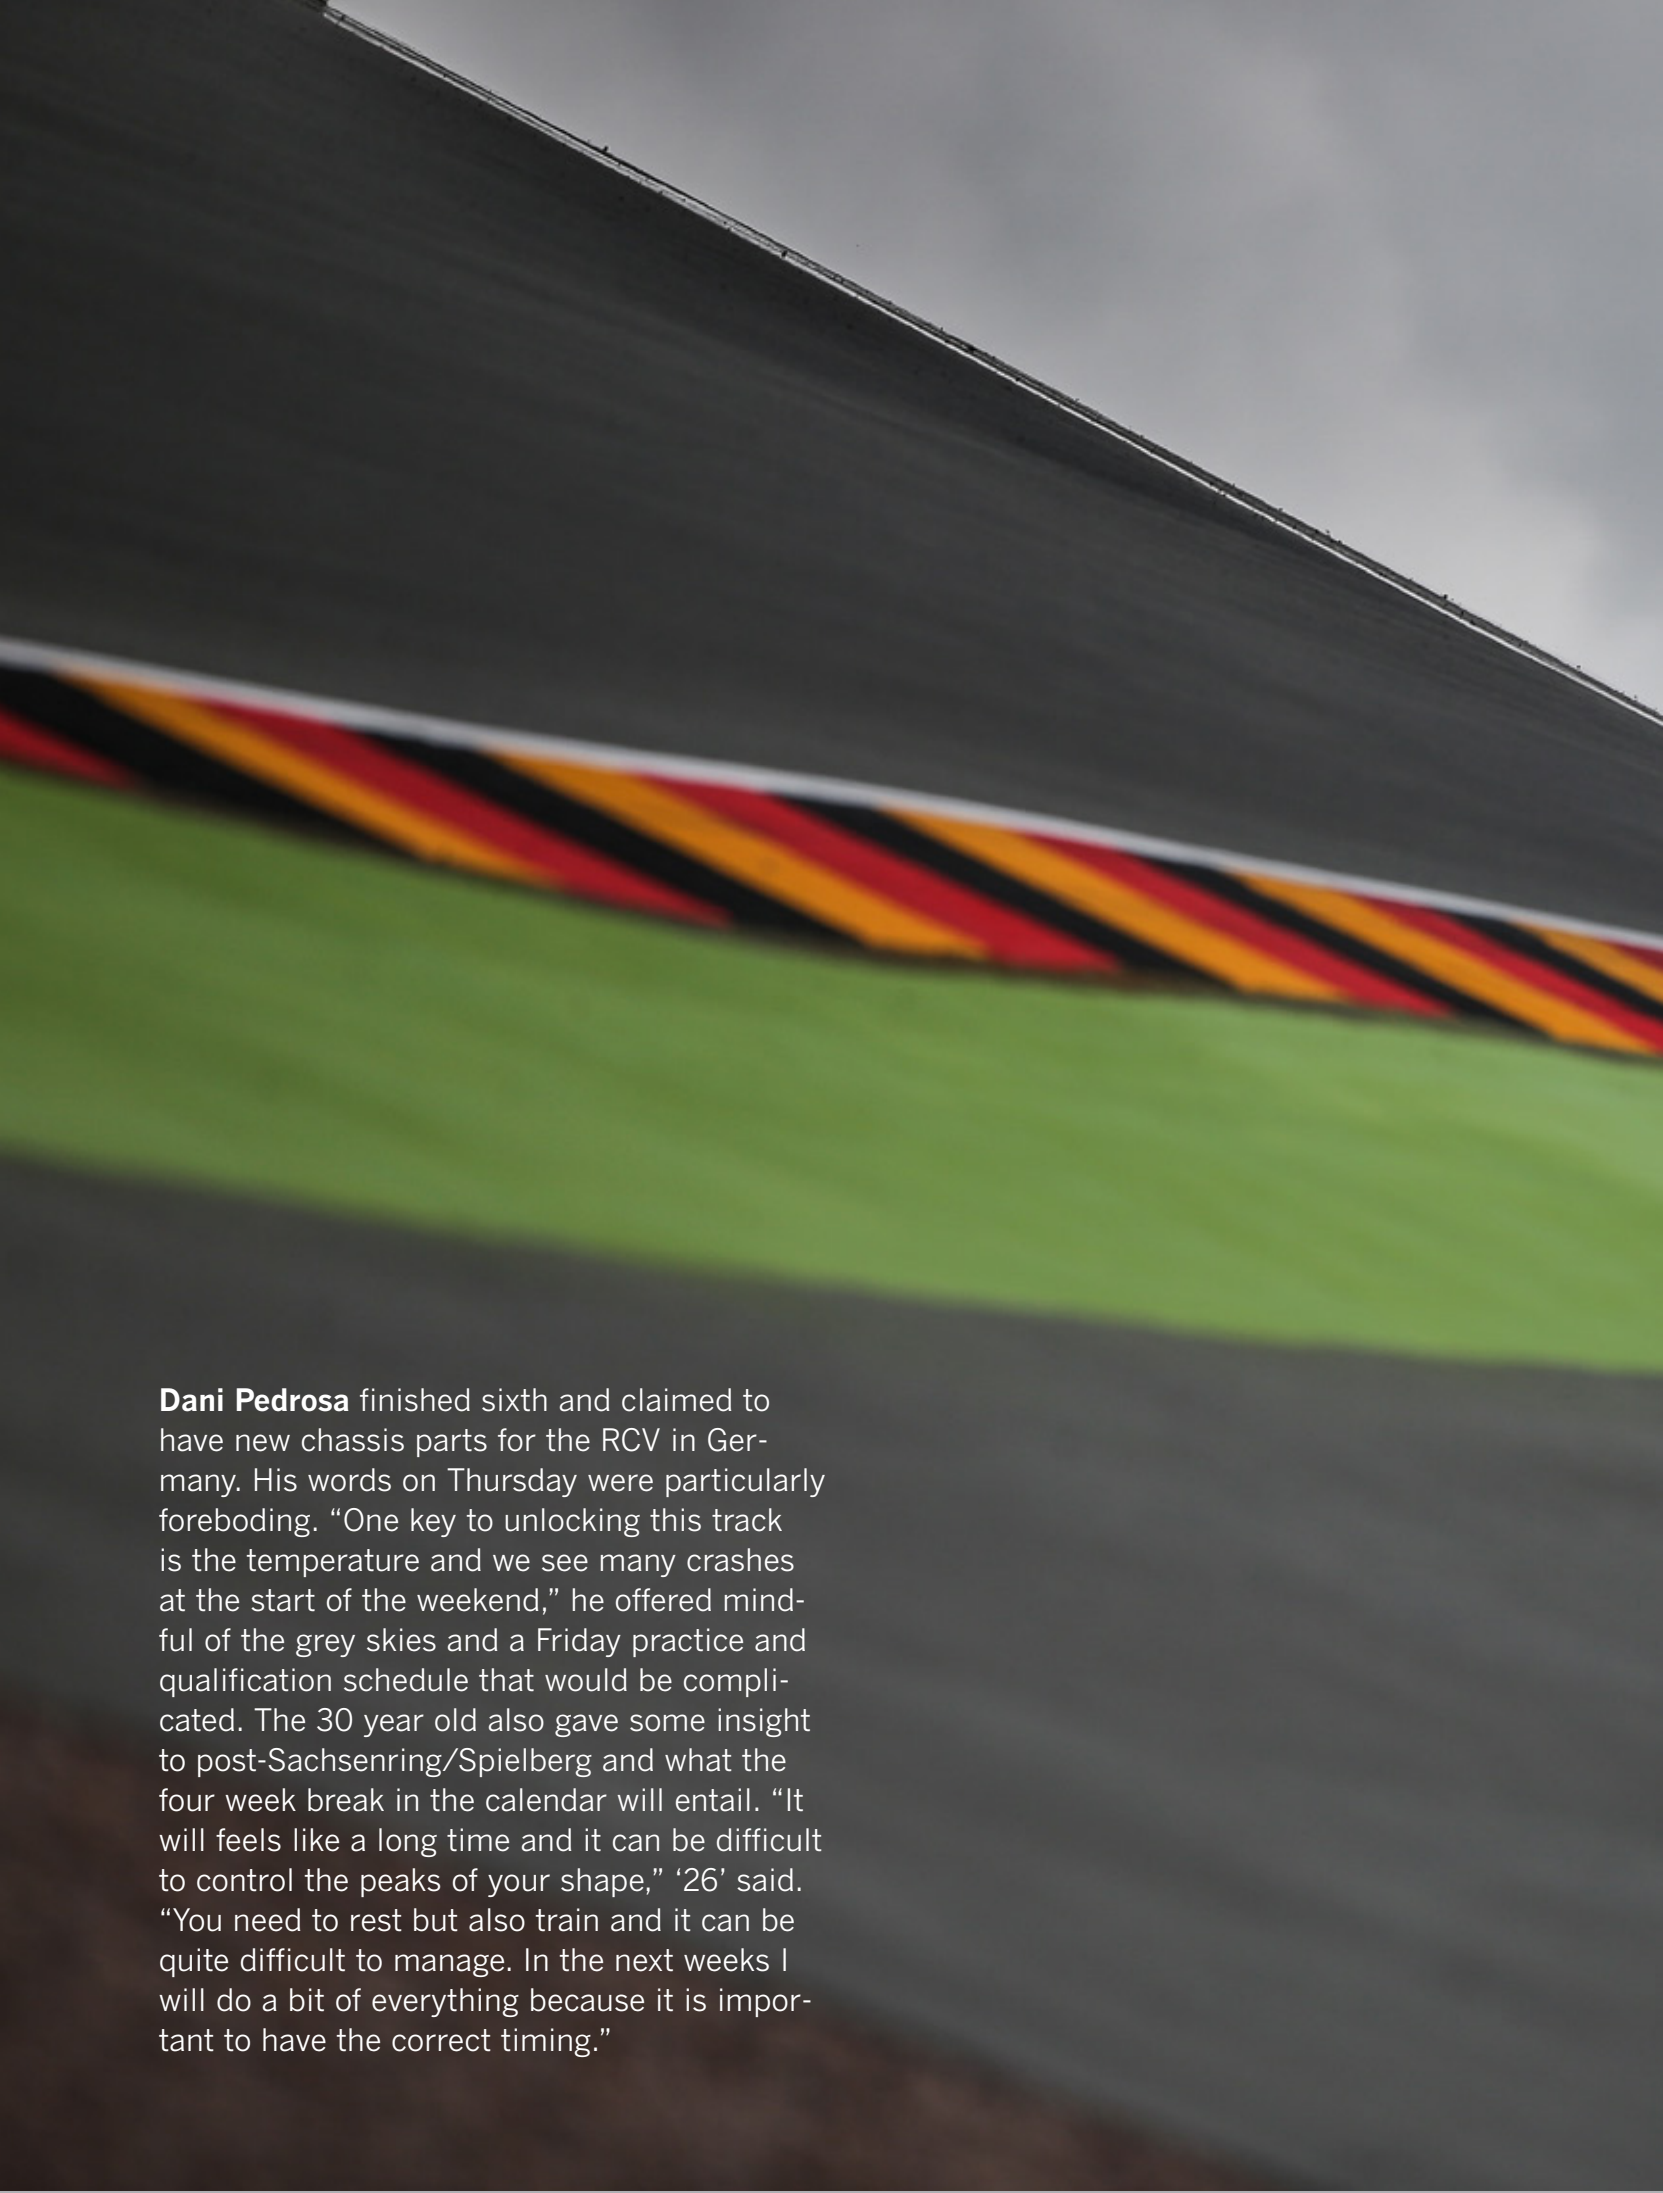 Dani Pedrosa finished sixth and claimed to
have new chassis parts for the RCV in Ger-
many. His words on Thursday were particularly
foreboding. “One key to unlocking this track
is the temperature and we see many crashes
at the start of the weekend,” he offered mind-
ful of the grey skies and a Friday practice and
qualification schedule that would be compli-
cated. The 30 year old also gave some insight
to post-Sachsenring/Spielberg and what the
four week break in the calendar will entail. “It
will feels like a long time and it can be difficult
to control the peaks of your shape,” ‘26’ said.
“You need to rest but also train and it can be
quite difficult to manage. In the next weeks I
will do a bit of everything because it is impor-
tant to have the correct timing.”